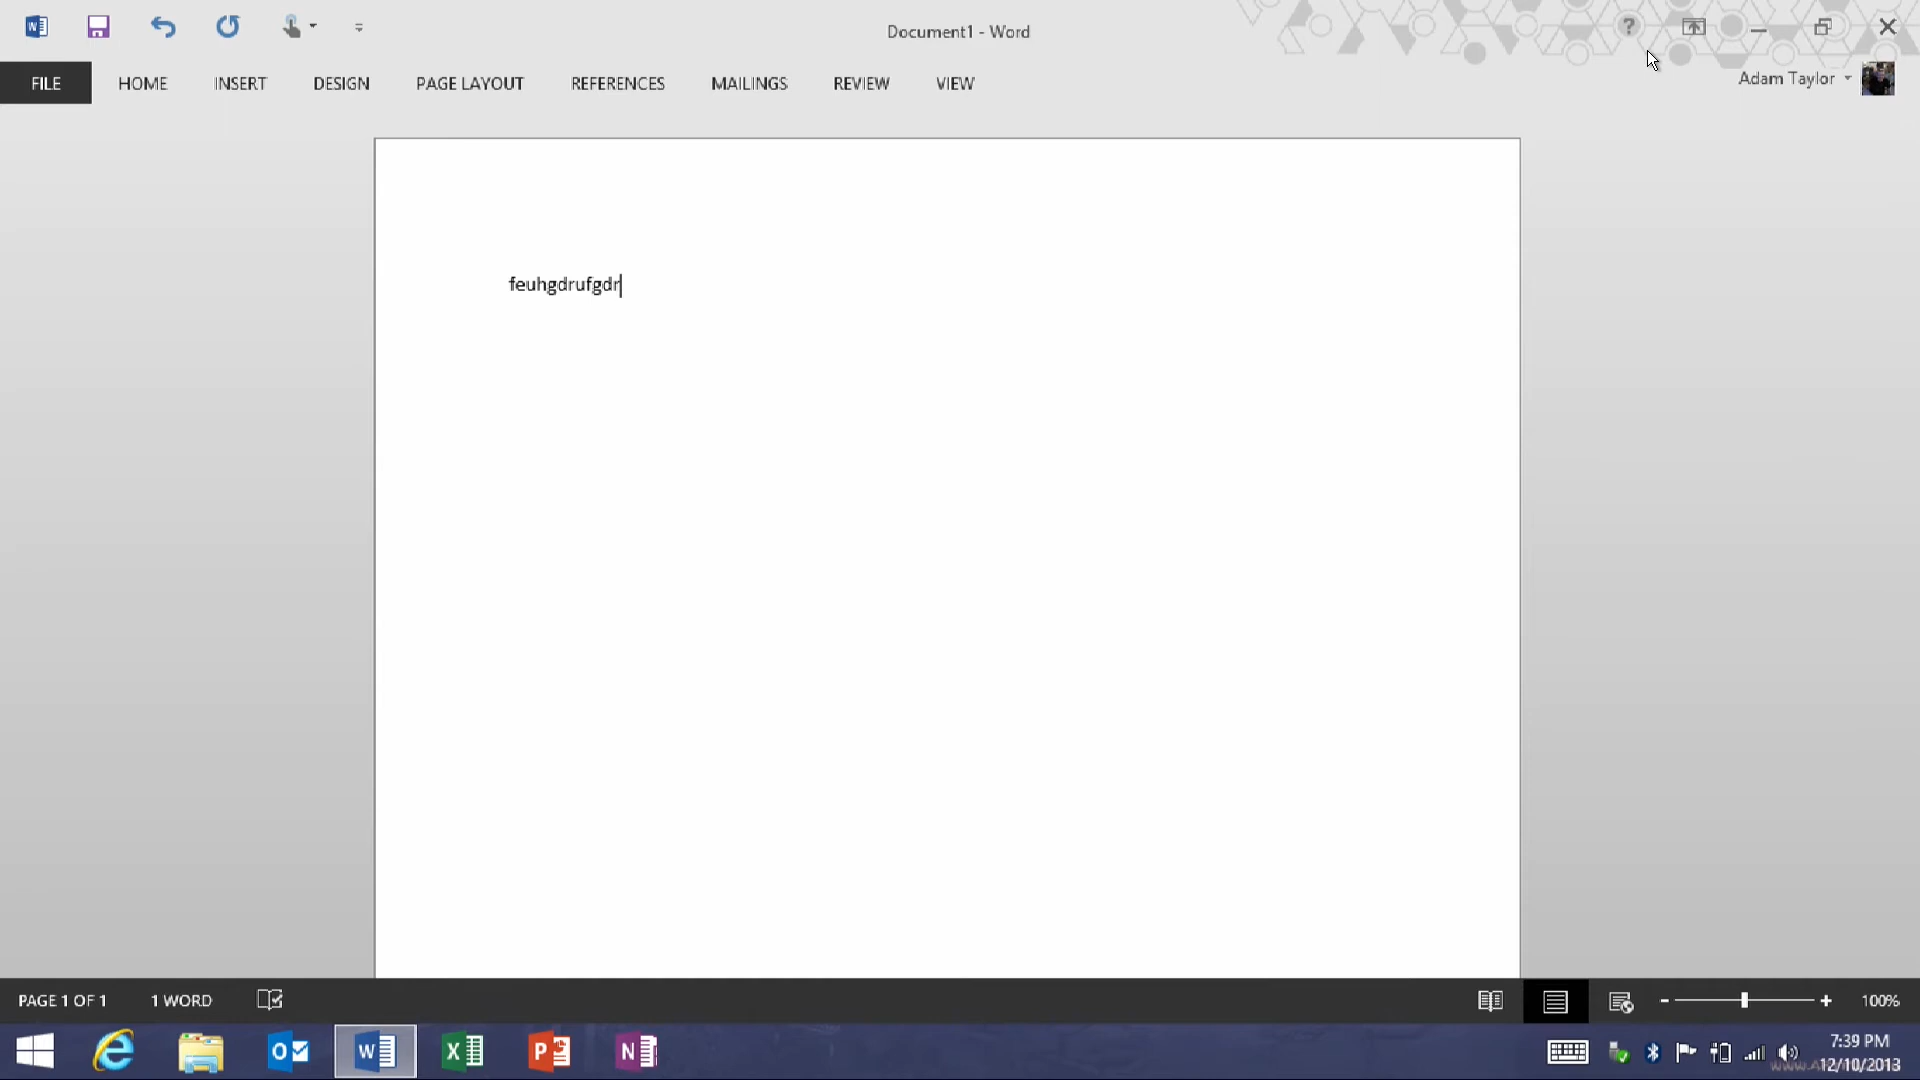 Document1 - Word
FILE HOME INSERT DESIGN PAGE LAYOUT REFERENCES MAILINGS REVIEW VIEW
Adam Taylor
feuhgdrufgdr
PAGE 1 OF 1 1 WORD
100%
7:39 PM
12/10/2013